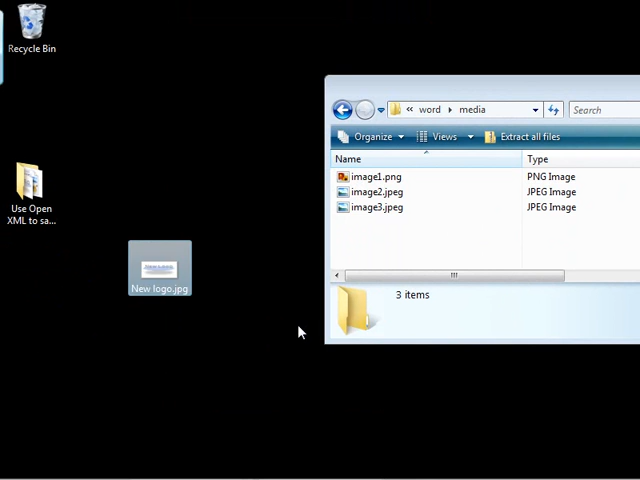 Recycle Bin
Use Open
XML to sa...
New logo.jpg
« word media
Search
Organize Views Extract all files
Name Type
image1.png PNG Image
image2.jpeg JPEG Image
image3.jpeg JPEG Image
3 items